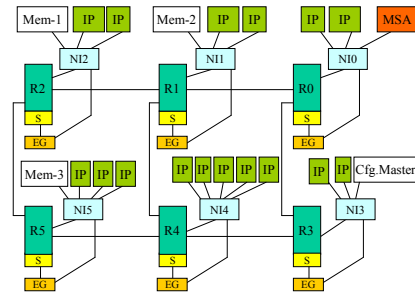 Mem-1 IP IP Mem-2 IP IP IP IP MSA
NI2 NI1 NI0
R2 R1 R0
S S S
EG EG EG
Mem-3 IP IP IP IP IP IP IP IP IP IP Cfg.Master
NI5 NI4 NI3
R5 R4 R3
S S S
EG EG EG